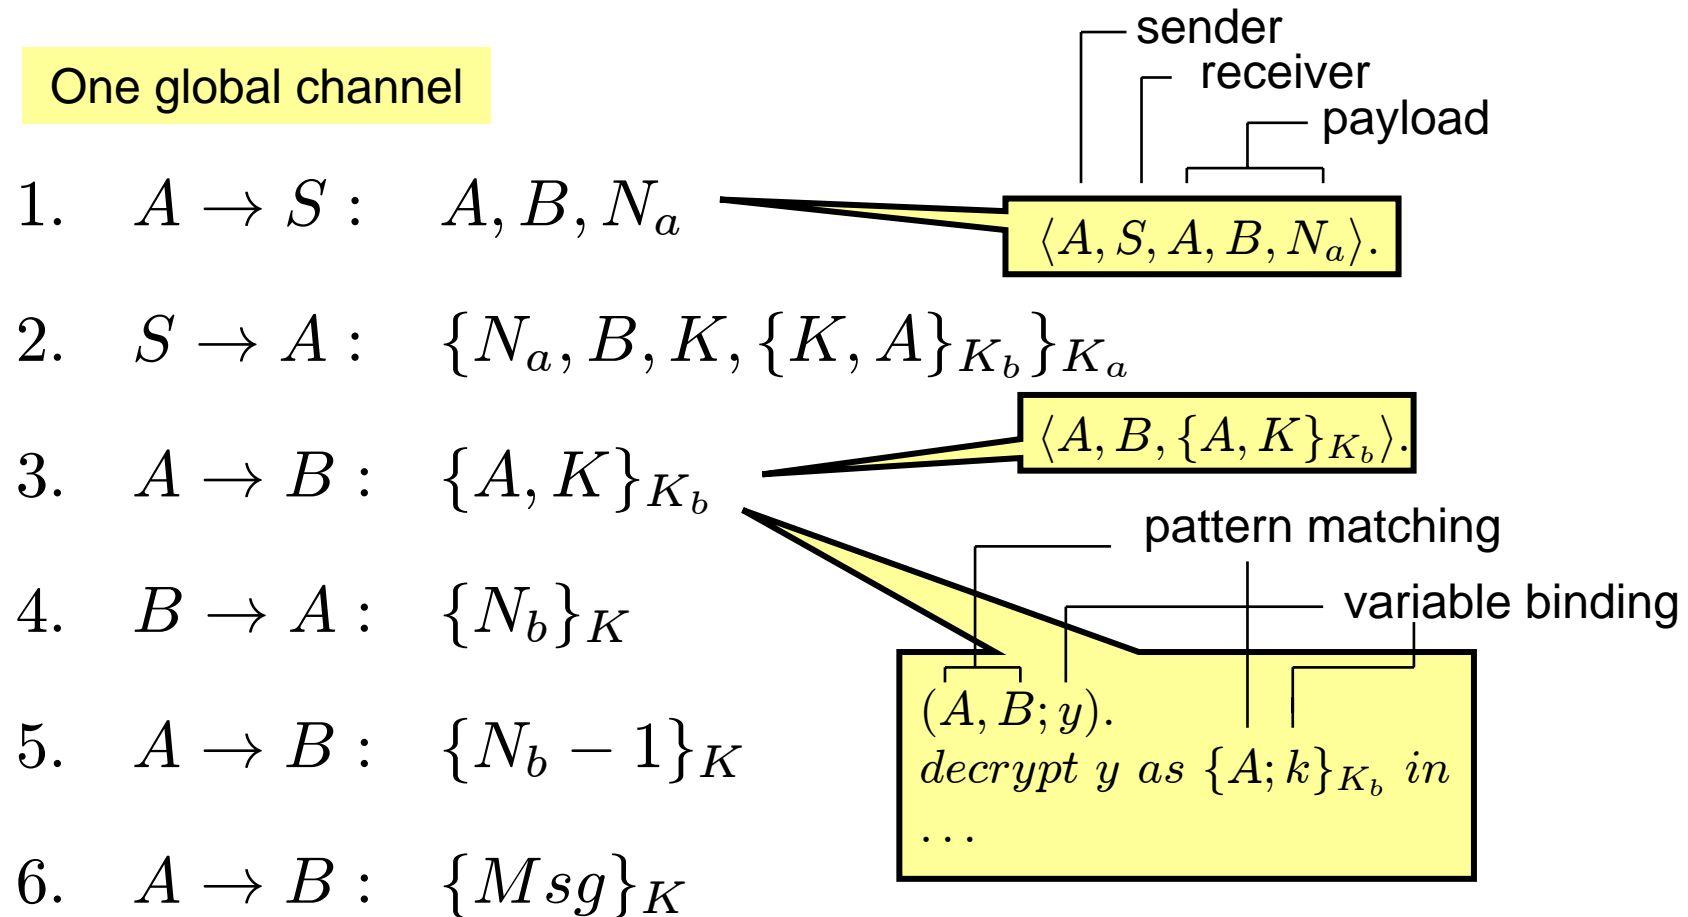 One global channel
sender
receiver
payload
1. A → S : A, B, N_a
⟨A, S, A, B, N_a⟩.
2. S → A : {N_a, B, K, {K, A}_{K_b}}_{K_a}
⟨A, B, {A, K}_{K_b}⟩.
3. A → B : {A, K}_{K_b}
pattern matching
variable binding
4. B → A : {N_b}_K
(A, B; y).
decrypt y as {A; k}_{K_b} in
...
5. A → B : {N_b − 1}_K
6. A → B : {Msg}_K